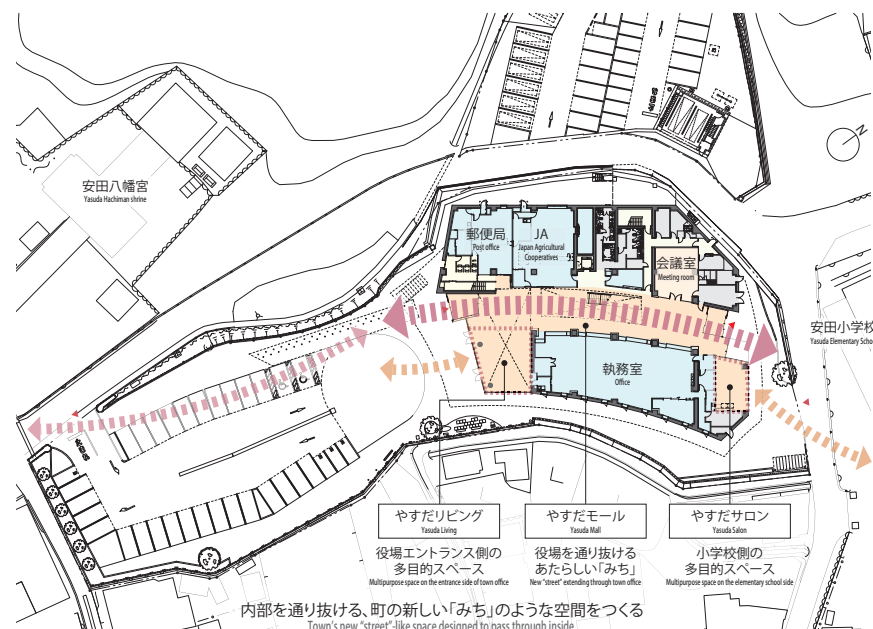 安田八幡宮
Yasuda Hachiman shrine
郵便局
Post office
JA
Japan Agricultural
Cooperatives
会議室
Meeting room
N
安田小学校
Yasuda Elementary Schoo
執務室
Office
やすだリビング
Yasuda Living
役場エントランス側の
多目的スペース
Multipurpose space on the entrance side of town office
やすだモール
Yasuda Mall
役場を通り抜ける
あたらしい「みち」
New "street" extending through town office
やすだサロン
Yasuda Salon
小学校側の
多目的スペース
Multipurpose space on the elementary school side
内部を通り抜ける、町の新しい「みち」のような空間をつくる
Town's new "street"-like space designed to pass through inside